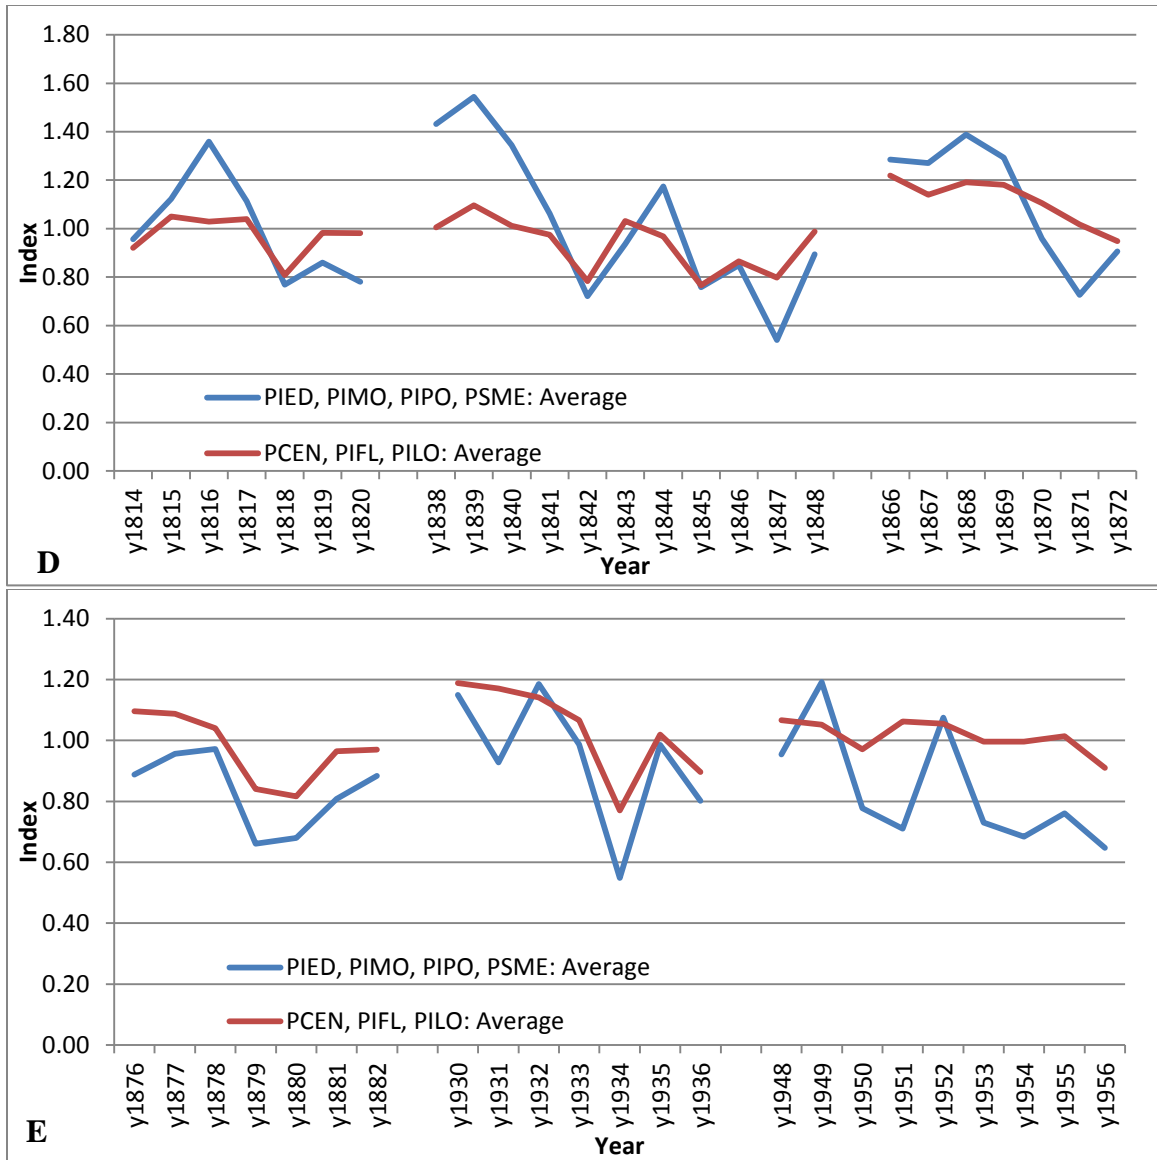 1.80
1.60
1.40
1.20
1.00
0.80
0.60
0.40
0.20
0.00
Index
PIED, PIMO, PIPO, PSME: Average
PCEN, PIFL, PILO: Average
y1814
y1815
y1816
y1817
y1818
y1819
y1820
y1838
y1839
y1840
y1841
y1842
y1843
y1844
y1845
y1846
y1847
y1848
y1866
y1867
y1868
y1869
y1870
y1871
y1872
D
Year
1.40
1.20
1.00
0.80
0.60
0.40
0.20
0.00
Index
PIED, PIMO, PIPO, PSME: Average
PCEN, PIFL, PILO: Average
y1876
y1877
y1878
y1879
y1880
y1881
y1882
y1930
y1931
y1932
y1933
y1934
y1935
y1936
y1948
y1949
y1950
y1951
y1952
y1953
y1954
y1955
y1956
E
Year